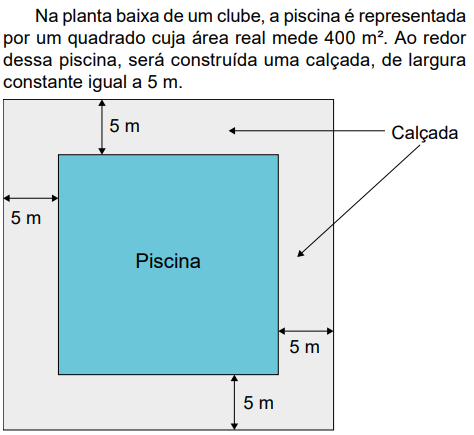 Na planta baixa de um clube, a piscina é representada
por um quadrado cuja área real mede 400 m². Ao redor
dessa piscina, será construída uma calçada, de largura
constante igual a 5 m.
5 m
Calçada
5 m
Piscina
5 m
5 m